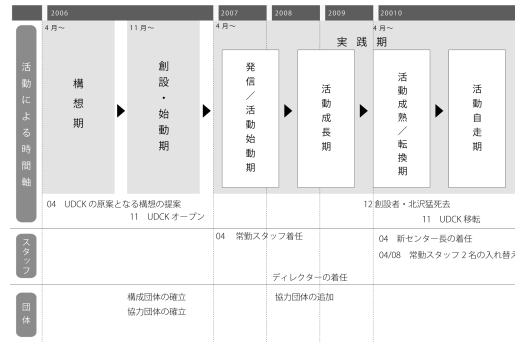 2006
2007
2008
2009
20010
4月〜
11月〜
4月〜
4月〜
実践期
活動による時間軸
構想期
創設・始動期
発信／活動始動期
活動成長期
活動成熟／転換期
活動自走期
04 UDCKの原案となる構想の提案
11 UDCKオープン
12創設者・北沢猛死去
11 UDCK移転
スタッフ
04 常勤スタッフ着任
04 新センター長の着任
04/08 常勤スタッフ2名の入れ替え
ディレクターの着任
団体
構成団体の確立
協力団体の確立
協力団体の追加